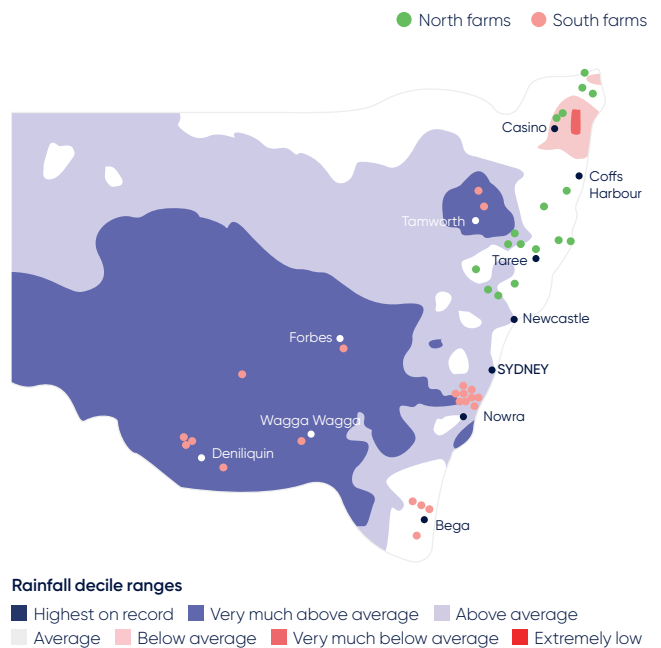 North farms South farms
Casino
Coffs
Harbour
Tamworth
Taree
Newcastle
Forbes
SYDNEY
Wagga Wagga
Nowra
Deniliquin
Bega
Rainfall decile ranges
Highest on record Very much above average Above average
Average Below average Very much below average Extremely low